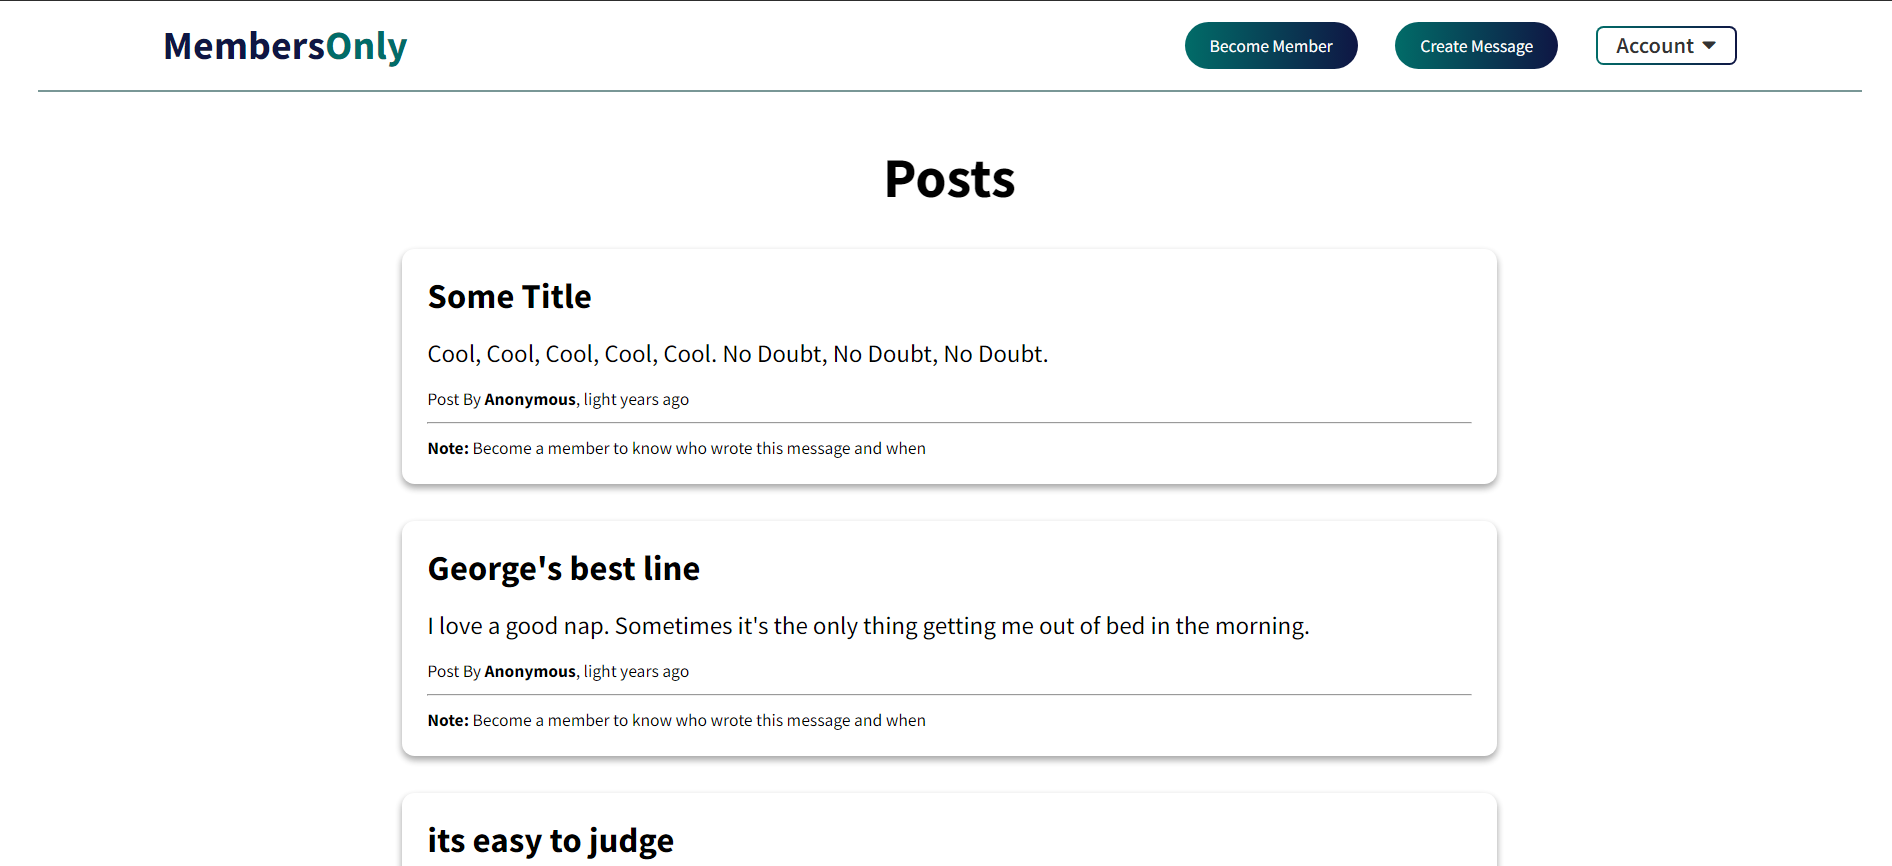 MembersOnly
Become Member
Create Message
Account
Posts
Some Title
Cool, Cool, Cool, Cool, Cool. No Doubt, No Doubt, No Doubt.
Post By Anonymous, light years ago
Note: Become a member to know who wrote this message and when
George's best line
I love a good nap. Sometimes it's the only thing getting me out of bed in the morning.
Post By Anonymous, light years ago
Note: Become a member to know who wrote this message and when
its easy to judge